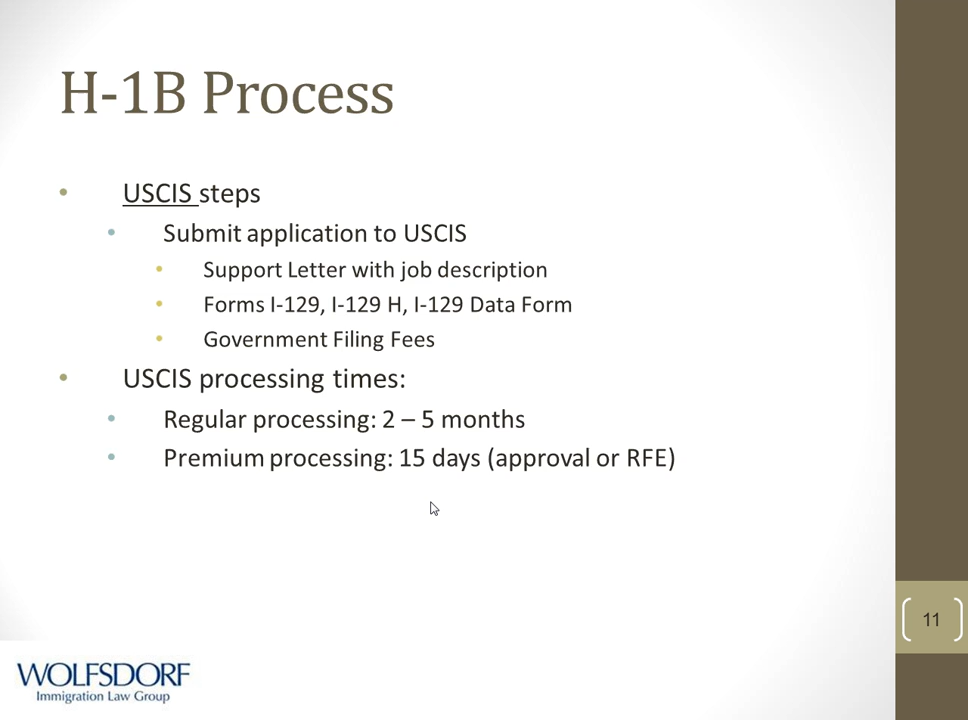 H-1B Process
• USCIS steps
• Submit application to USCIS
• Support Letter with job description
• Forms I-129, I-129 H, I-129 Data Form
• Government Filing Fees
• USCIS processing times:
• Regular processing: 2 – 5 months
• Premium processing: 15 days (approval or RFE)
11
WOLFSDORF
Immigration Law Group